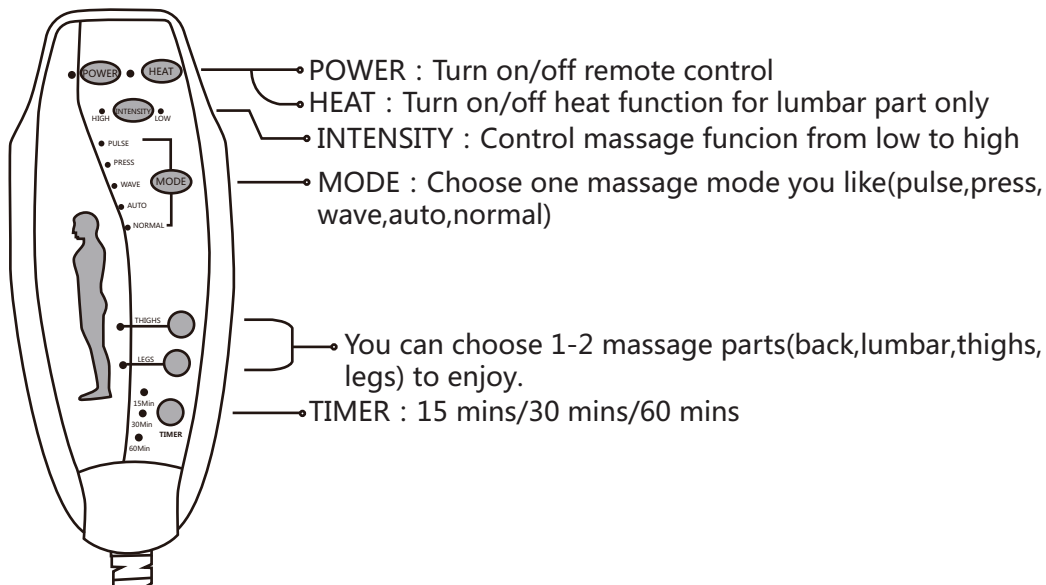 POWER HEAT
INTENSITY
HIGH LOW
PULSE
PRESS
WAVE
MODE
AUTO
NORMAL
THIGHS
LEGS
15Min
30Min
TIMER
60Min
POWER：Turn on/off remote control
HEAT：Turn on/off heat function for lumbar part only
INTENSITY：Control massage funcion from low to high
MODE：Choose one massage mode you like(pulse,press,
wave,auto,normal)
You can choose 1-2 massage parts(back,lumbar,thighs,
legs) to enjoy.
TIMER：15 mins/30 mins/60 mins